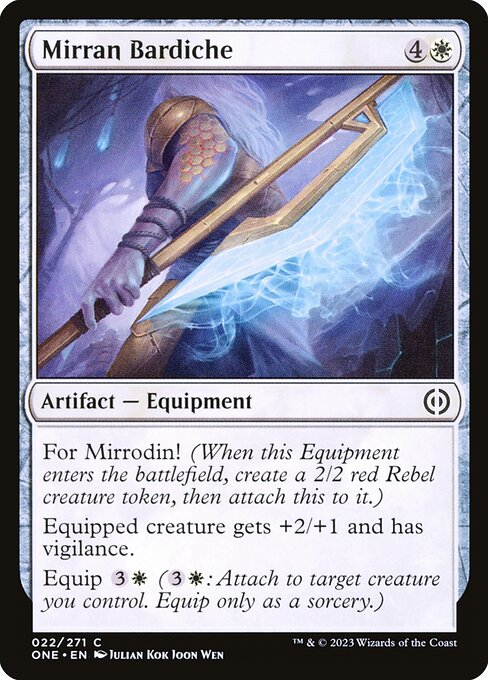 Mirran Bardiche 4
Artifact — Equipment
For Mirrodin! (When this Equipment
enters the battlefield, create a 2/2 red Rebel
creature token, then attach this to it.)
Equipped creature gets +2/+1 and has
vigilance.
Equip 3 (3: Attach to target creature
you control. Equip only as a sorcery.)
022/271 C
ONE • EN Julian Kok Joon Wen
™ & © 2023 Wizards of the Coast